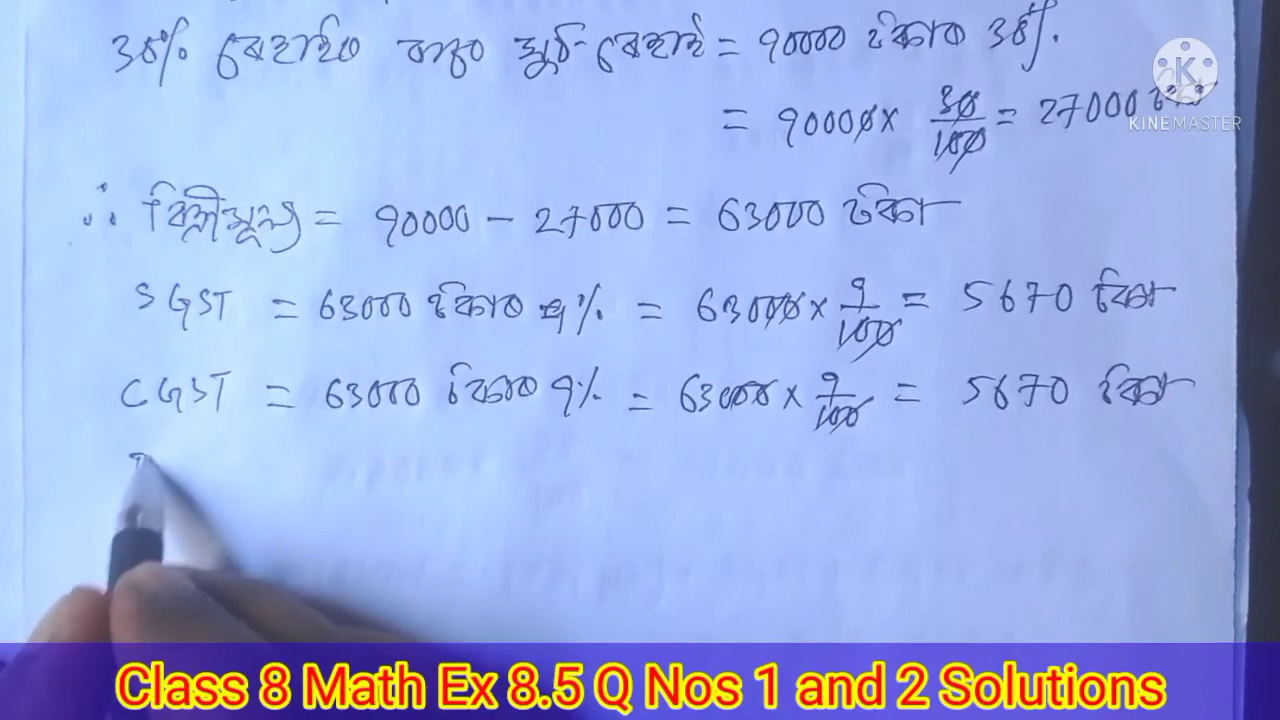 30% ৰেহাইত বাবে মুঠ ৰেহাই = 90000 টকাৰ 30%.
= 90000 × 30/100 = 27000 টকা
KINEMASTER
∴ বিক্ৰীমূল্য = 90000 - 27000 = 63000 টকা
SGST = 63000 টকাৰ 9% = 63000 × 9/100 = 5670 টকা
CGST = 63000 টকাৰ 9% = 63000 × 9/100 = 5670 টকা
Class 8 Math Ex 8.5 Q Nos 1 and 2 Solutions